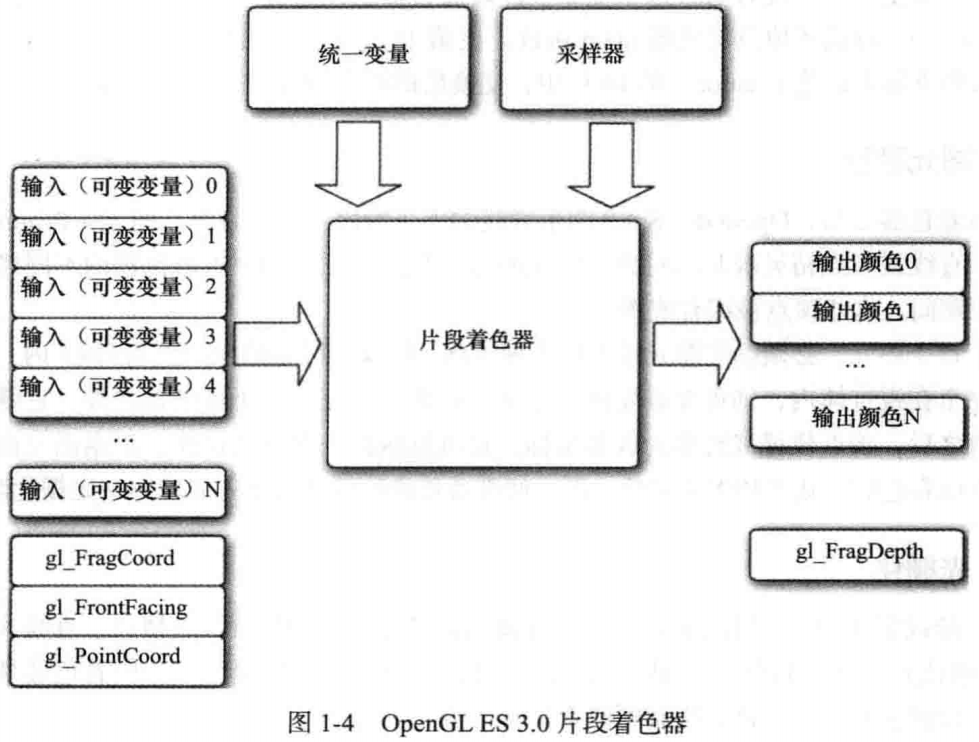 统一变量
采样器
输入（可变变量）0
输入（可变变量）1
输入（可变变量）2
输入（可变变量）3
输入（可变变量）4
...
输入（可变变量）N
gl_FragCoord
gl_FrontFacing
gl_PointCoord
片段着色器
输出颜色0
输出颜色1
...
输出颜色N
gl_FragDepth
图 1-4 OpenGL ES 3.0 片段着色器